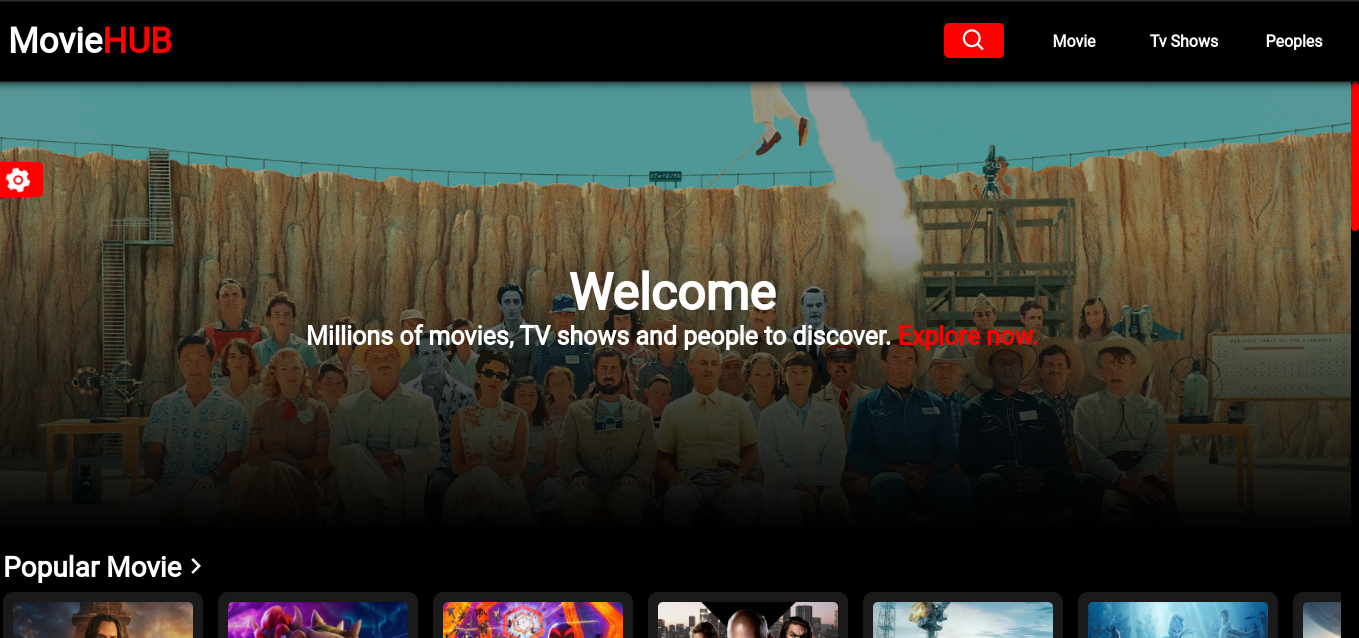 MovieHUB
Movie
Tv Shows
Peoples
Welcome
Millions of movies, TV shows and people to discover. Explore now.
Popular Movie